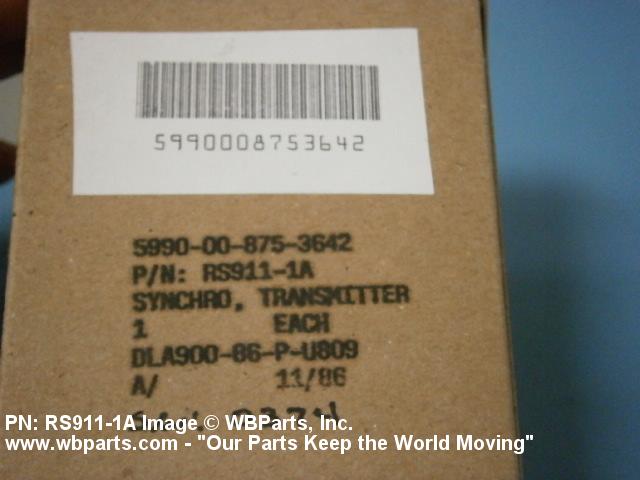 5990008753642
5990-00-875-3642
P/N: RS911-1A
SYNCHRO, TRANSMITTER
1 EACH
DLA900-86-P-U809
A/ 11/86
PN: RS911-1A Image © WBParts, Inc.
www.wbparts.com - "Our Parts Keep the World Moving"